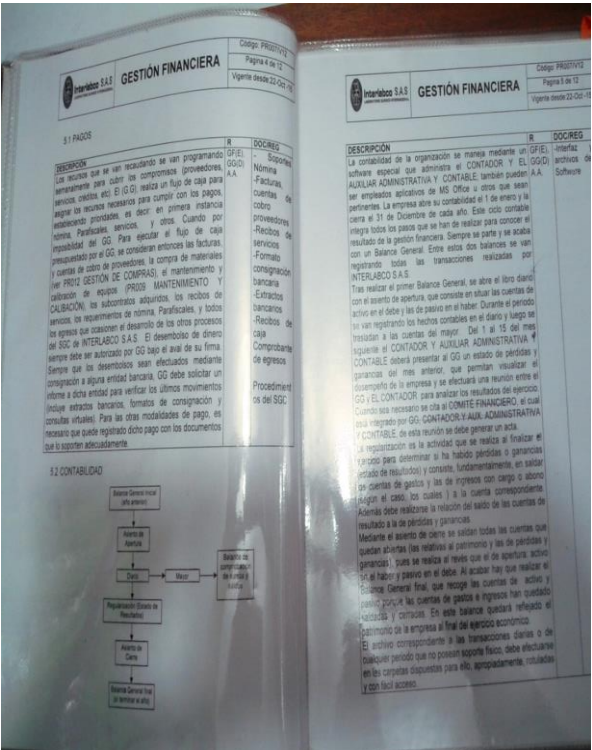 Interlabco S.A.S
GESTIÓN FINANCIERA
Código: PR007/V12
Pagina 4 de 12
Vigente desde:22-Oct -15
5.1 PAGOS
DESCRIPCIÓN
R
DOC/REG
Los recursos que se van recaudando se van programando
semanalmente para cubrir los compromisos (proveedores,
servicios, créditos, etc). El (G.G) realiza un flujo de caja para
asignar los recursos necesarios para cumplir con los pagos,
estableciendo prioridades, es decir: en primera instancia
nómina, Parafiscales, servicios, y otros. Cuando por
imposibilidad del GG. Para ejecutar el flujo de caja
presupuestado por el GG, se consideran entonces las facturas,
y cuentas de cobro de proveedores, la compra de materiales
(ver PR012 GESTIÓN DE COMPRAS), el mantenimiento y
calibración de equipos (PR009 MANTENIMIENTO Y
CALIBACIÓN), los subcontratos adquiridos, los recibos de
servicios, los requerimientos de nómina, Parafiscales, y todos
los egresos que ocasionen el desarrollo de los otros procesos
del SGC de INTERLABCO S.A.S. El desembolso de dinero
siempre debe ser autorizado por GG bajo el aval de su firma.
Siempre que los desembolsos sean efectuados mediante
consignación a alguna entidad bancaria, GG debe solicitar un
informe a dicha entidad para verificar los últimos movimientos
(incluye extractos bancarios, formatos de consignación y
consultas virtuales). Para las otras modalidades de pago, es
necesario que quede registrado dicho pago con los documentos
que lo soporten adecuadamente.
GF(E),
GG(D)
A.A.
- Soportes
Nómina
-Facturas,
cuentas de
cobro
proveedores
-Recibos de
servicios
-Formato
consignación
bancaria
-Extractos
bancarios
-Recibos de
caja
Comprobante
de egresos
Procedimient
os del SGC
5.2 CONTABILIDAD
Balance General Inicial
(año anterior)
Asiento de
Apertura
Diario
Mayor
Balances de
comprobación
de sumas y
saldos
Regularización (Estado de
Resultados)
Asiento de
Cierre
Balance General final
(al terminar el año)
Interlabco S.A.S
GESTIÓN FINANCIERA
Código: PR007/V12
Pagina 5 de 12
Vigente desde:22-Oct -15
DESCRIPCIÓN
R
DOC/REG
La contabilidad de la organización se maneja mediante un
software especial que administra el CONTADOR Y EL
AUXILIAR ADMINISTRATIVA Y CONTABLE; también pueden
ser empleados aplicativos de MS Office u otros que sean
pertinentes. La empresa abre su contabilidad el 1 de enero y la
cierra el 31 de Diciembre de cada año. Este ciclo contable
integra todos los pasos que se han de realizar para conocer el
resultado de la gestión financiera. Siempre se parte y se acaba
con un Balance General. Entre estos dos balances se van
registrando todas las transacciones realizadas por
INTERLABCO S.A.S.
Tras realizar el primer Balance General, se abre el libro diario
con el asiento de apertura, que consiste en situar las cuentas de
activo en el debe y las de pasivo en el haber. Durante el periodo
se van registrando los hechos contables en el diario y luego se
trasladan a las cuentas del mayor. Del 1 al 15 del mes
siguiente el CONTADOR Y AUXILIAR ADMINISTRATIVA Y
CONTABLE deberá presentar al GG un estado de pérdidas y
ganancias del mes anterior, que permitan visualizar el
desempeño de la empresa y se efectuará una reunión entre el
GG y EL CONTADOR para analizar los resultados del ejercicio.
Cuando sea necesario se cita al COMITÉ FINANCIERO, el cual
está integrado por GG, CONTADOR Y AUX. ADMINISTRATIVA
Y CONTABLE, de esta reunión se debe generar un acta.
La regularización es la actividad que se realiza al finalizar el
ejercicio para determinar si ha habido pérdidas o ganancias
(estado de resultados) y consiste, fundamentalmente, en saldar
las cuentas de gastos y las de ingresos con cargo o abono
(según el caso, los cuales ) a la cuenta correspondiente.
Además debe realizarse la relación del saldo de las cuentas de
resultado a la de pérdidas y ganancias.
Mediante el asiento de cierre se saldan todas las cuentas que
quedan abiertas (las relativas al patrimonio y las de pérdidas y
ganancias), pues se realiza al revés que el de apertura: activo
en el haber y pasivo en el debe. Al acabar hay que realizar el
Balance General final, que recoge las cuentas de activo y
pasivo porque las cuentas de gastos e ingresos han quedado
saldadas y cerradas. En este balance quedará reflejado el
patrimonio de la empresa al final del ejercicio económico.
El archivo correspondiente a las transacciones diarias o de
cualquier periodo que no posean soporte físico, debe efectuarse
en las carpetas dispuestas para ello, apropiadamente, rotuladas
y con fácil acceso.
GF(E),
GG(D)
A.A.
-Interfaz y
archivos de
Software